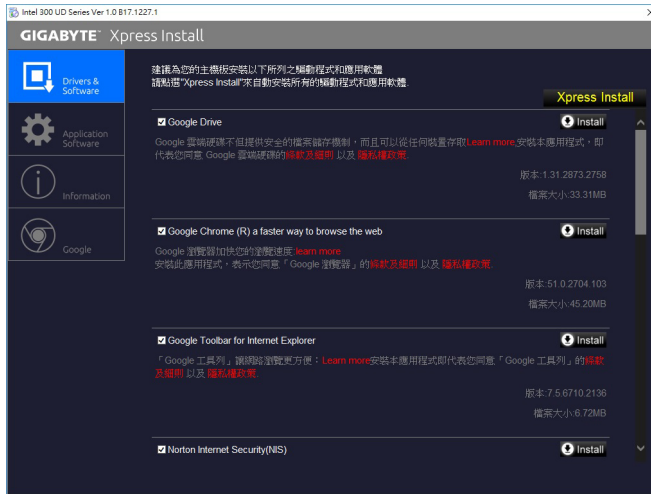 Intel 300 UD Series Ver 1.0 B17.1227.1
GIGABYTE™ Xpress Install
Drivers &
Software
Application
Software
Information
Google
建議為您的主機板安裝以下所列之驅動程式和應用軟體
請點選"Xpress Install"來自動安裝所有的驅動程式和應用軟體.
Xpress Install
Google Drive
Install
Google 雲端硬碟不但提供安全的檔案儲存機制，而且可以從任何裝置存取Learn more.安裝本應用程式，即
代表您同意 Google 雲端硬碟的條款及細則 以及 隱私權政策.
版本:1.31.2873.2758
檔案大小:33.31MB
Google Chrome (R) a faster way to browse the web
Install
Google 瀏覽器加快您的瀏覽速度 learn more
安裝此應用程式，表示您同意「Google 瀏覽器」的條款及細則 以及 隱私權政策.
版本:51.0.2704.103
檔案大小:45.20MB
Google Toolbar for Internet Explorer
Install
「Google 工具列」讓網路瀏覽更方便：Learn more安裝本應用程式即代表您同意「Google 工具列」的條款
及細則 以及 隱私權政策.
版本:7.5.6710.2136
檔案大小:6.72MB
Norton Internet Security(NIS)
Install